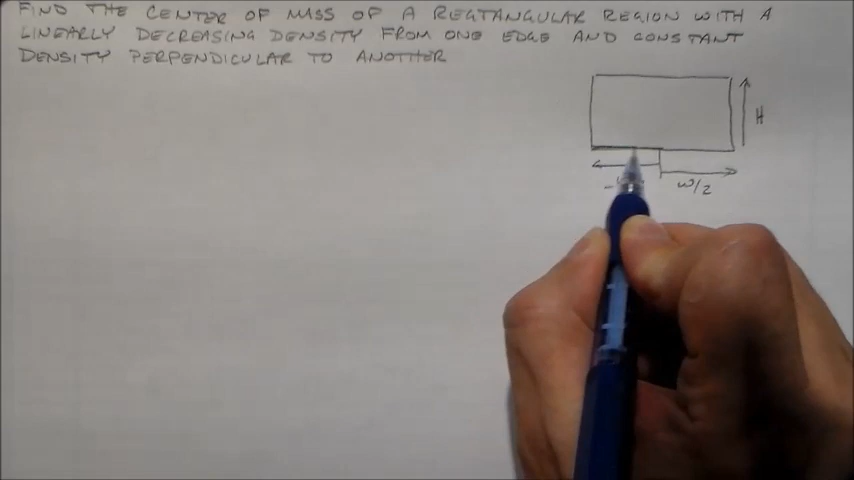 FIND THE CENTER OF MASS OF A RECTANGULAR REGION WITH A
LINEARLY DECREASING DENSITY FROM ONE EDGE AND CONSTANT
DENSITY PERPENDICULAR TO ANOTHER
H
W/2